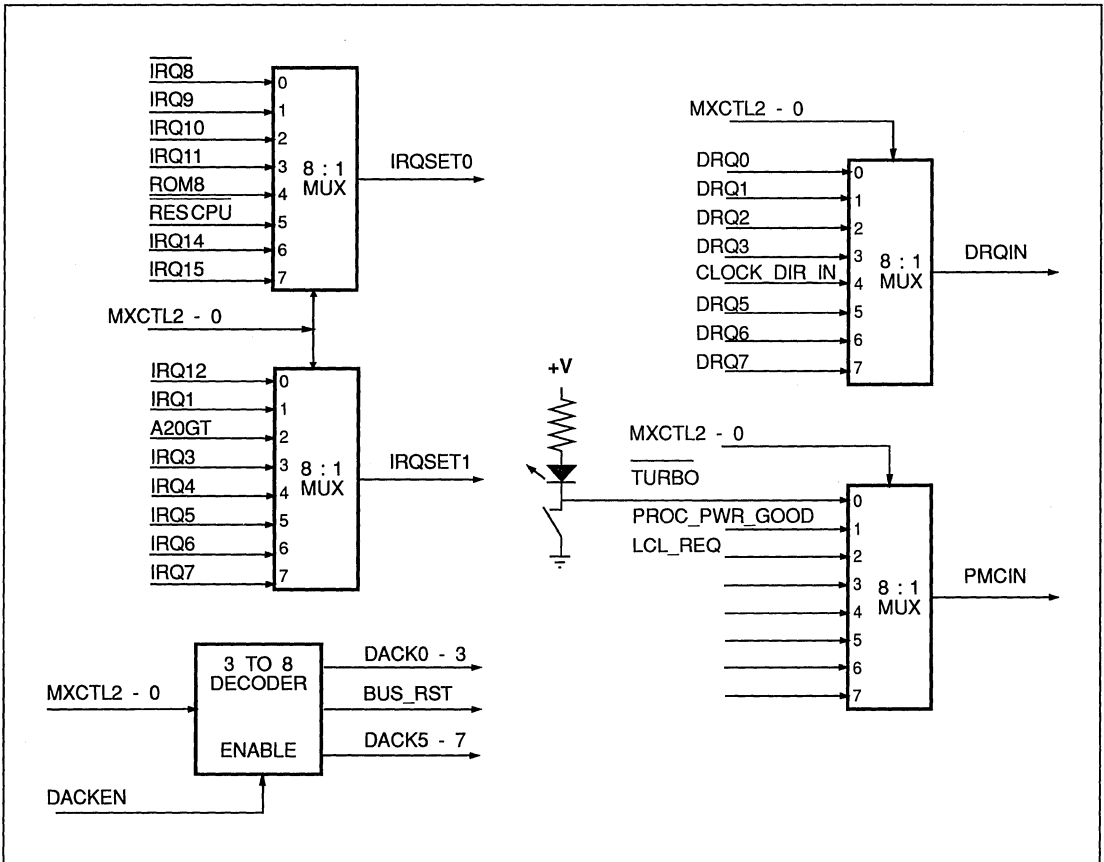 IRQ8
IRQ9
IRQ10
IRQ11
ROM8
RESCPU
IRQ14
IRQ15
0
1
2
3
4
5
6
7
8 : 1
MUX
IRQSET0
MXCTL2 - 0
IRQ12
IRQ1
A20GT
IRQ3
IRQ4
IRQ5
IRQ6
IRQ7
0
1
2
3
4
5
6
7
8 : 1
MUX
IRQSET1
MXCTL2 - 0
3 TO 8
DECODER
ENABLE
DACKEN
DACK0 - 3
BUS_RST
DACK5 - 7
MXCTL2 - 0
DRQ0
DRQ1
DRQ2
DRQ3
CLOCK_DIR_IN
DRQ5
DRQ6
DRQ7
0
1
2
3
4
5
6
7
8 : 1
MUX
DRQIN
+V
MXCTL2 - 0
TURBO
PROC_PWR_GOOD
LCL_REQ
0
1
2
3
4
5
6
7
8 : 1
MUX
PMCIN